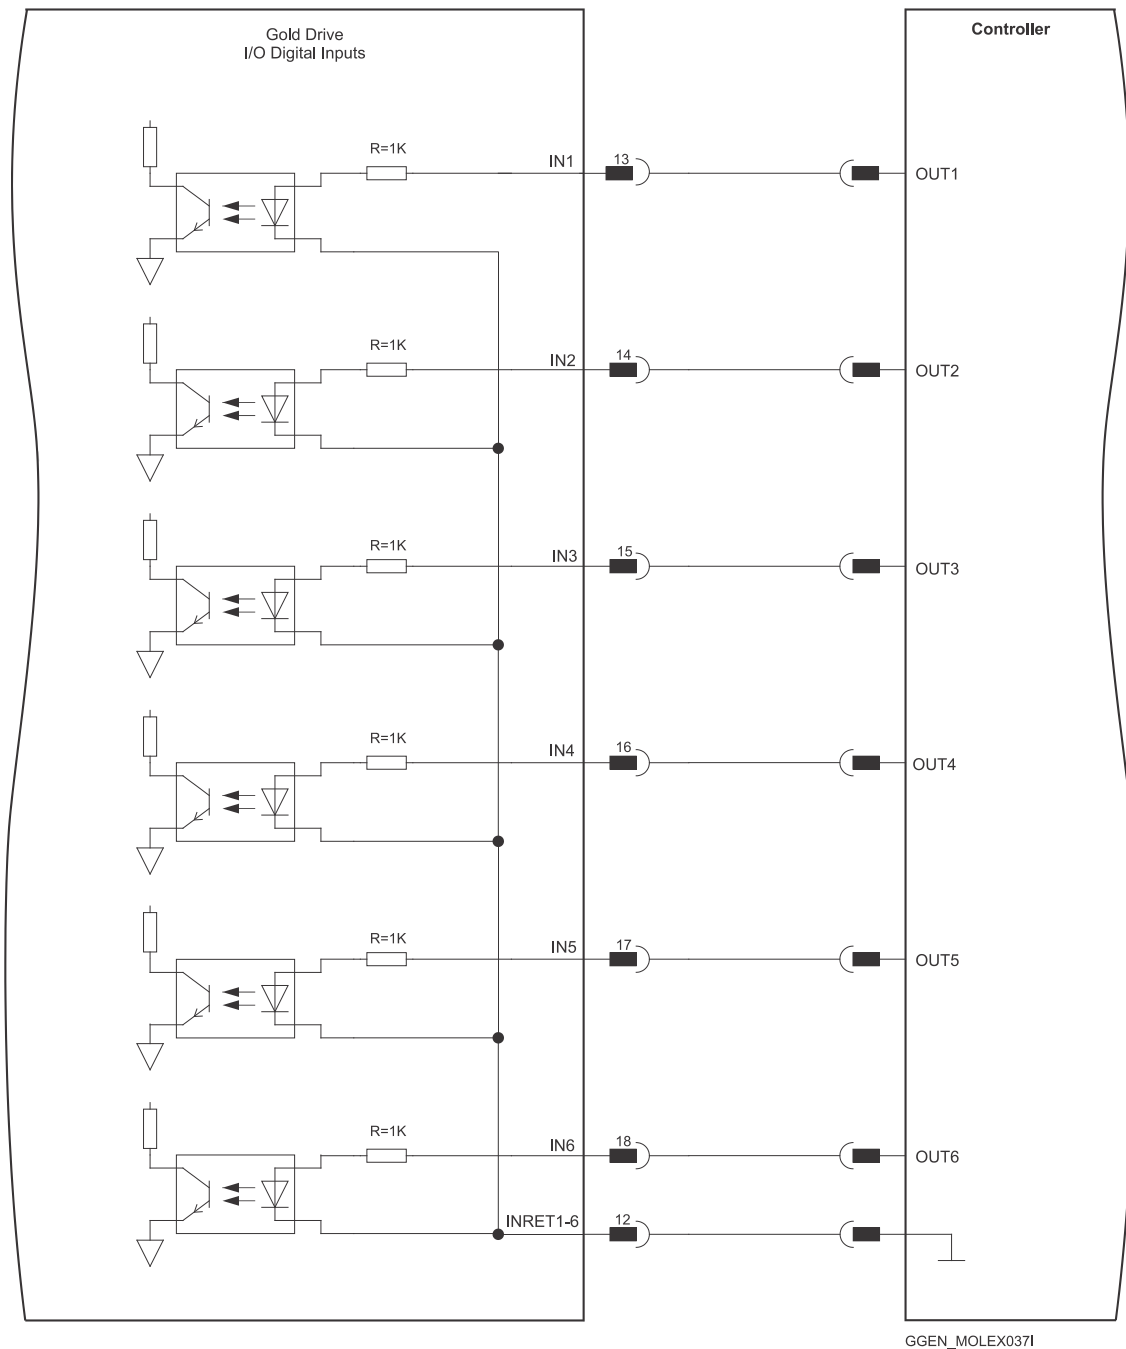 Gold Drive
I/O Digital Inputs
Controller
R=1K
IN1
13
OUT1
R=1K
IN2
14
OUT2
R=1K
IN3
15
OUT3
R=1K
IN4
16
OUT4
R=1K
IN5
17
OUT5
R=1K
IN6
18
OUT6
INRET1-6
12
GGEN_MOLEX037I